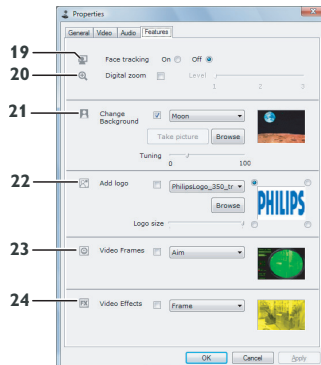 Properties
General Video Audio Features
19 Face tracking On Off
20 Digital zoom Level
1 2 3
21 Change Background Moon
Take picture Browse
Tuning
0 100
22 Add logo PhilipsLogo_350_tr
Browse
PHILIPS
Logo size
23 Video Frames Aim
24 FX Video Effects Frame
OK Cancel Apply